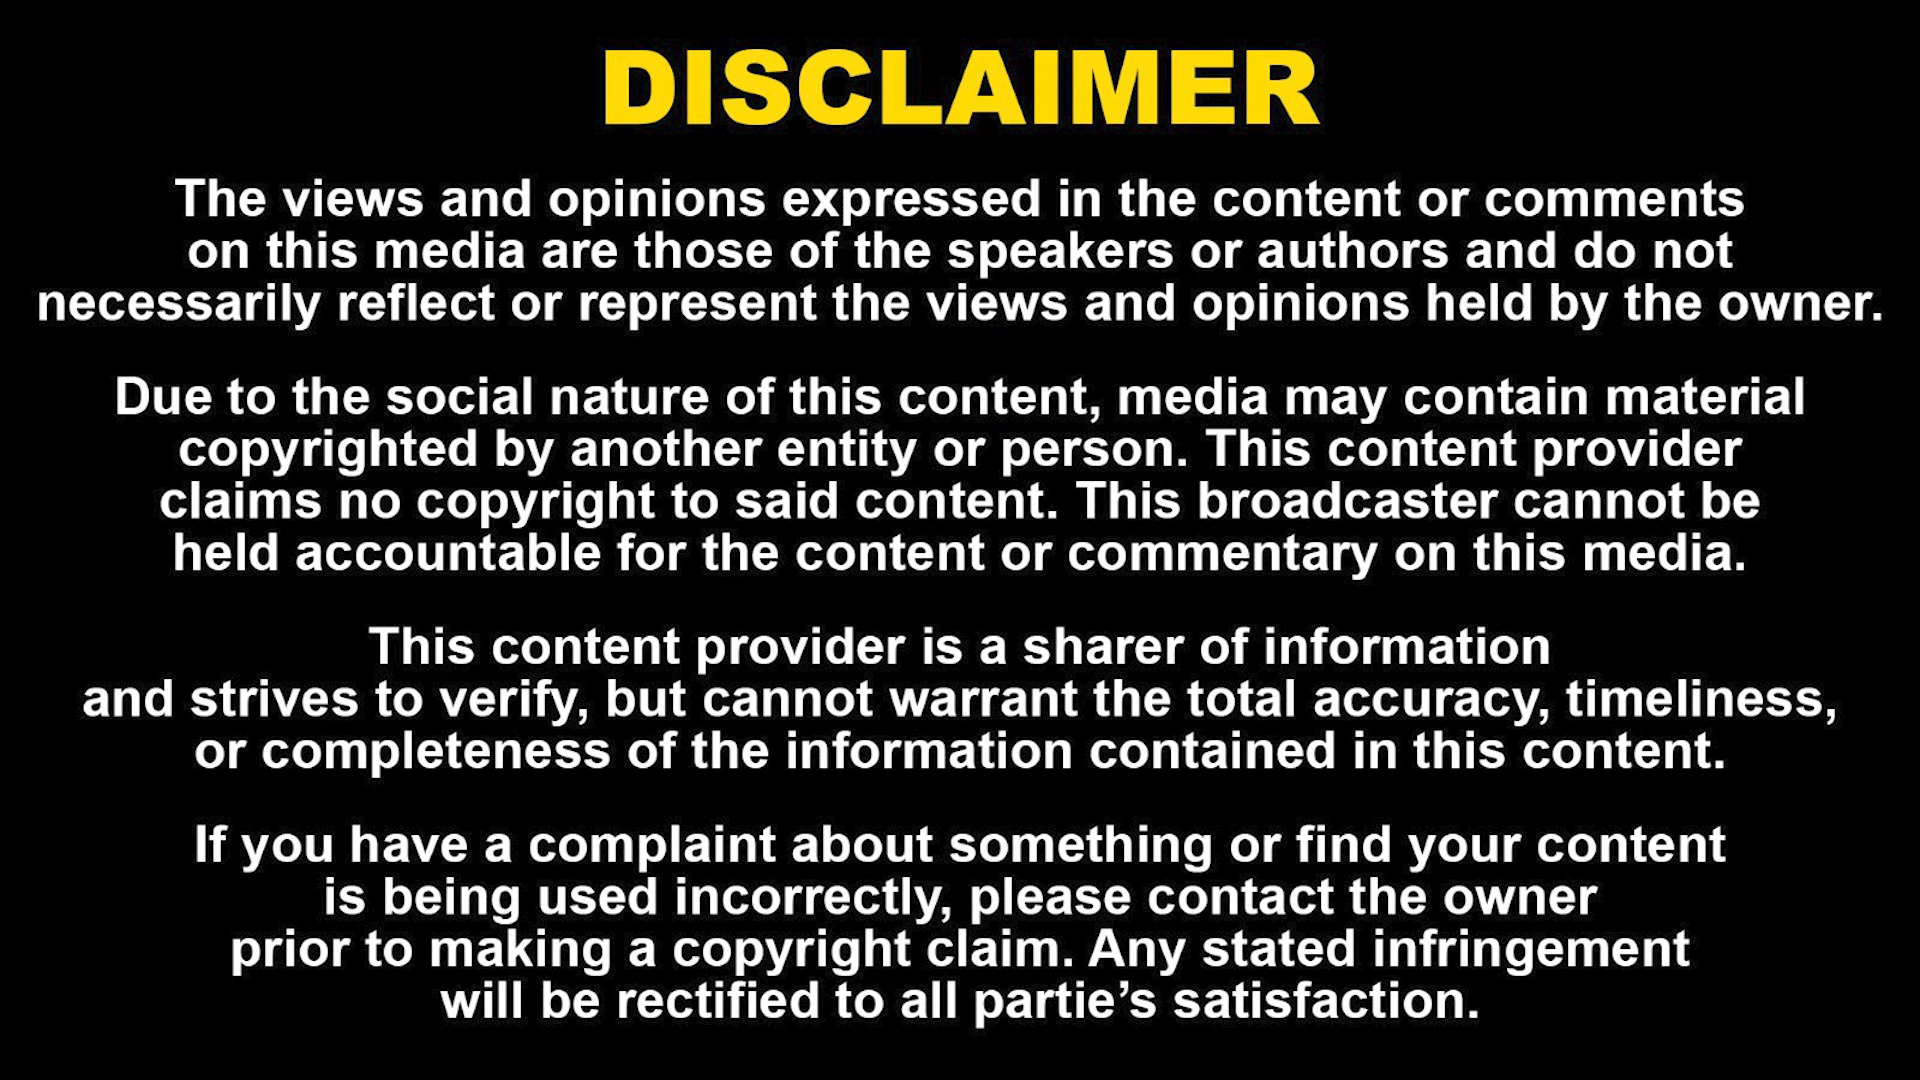 DISCLAIMER
The views and opinions expressed in the content or comments
on this media are those of the speakers or authors and do not
necessarily reflect or represent the views and opinions held by the owner.
Due to the social nature of this content, media may contain material
copyrighted by another entity or person. This content provider
claims no copyright to said content. This broadcaster cannot be
held accountable for the content or commentary on this media.
This content provider is a sharer of information
and strives to verify, but cannot warrant the total accuracy, timeliness,
or completeness of the information contained in this content.
If you have a complaint about something or find your content
is being used incorrectly, please contact the owner
prior to making a copyright claim. Any stated infringement
will be rectified to all partie’s satisfaction.